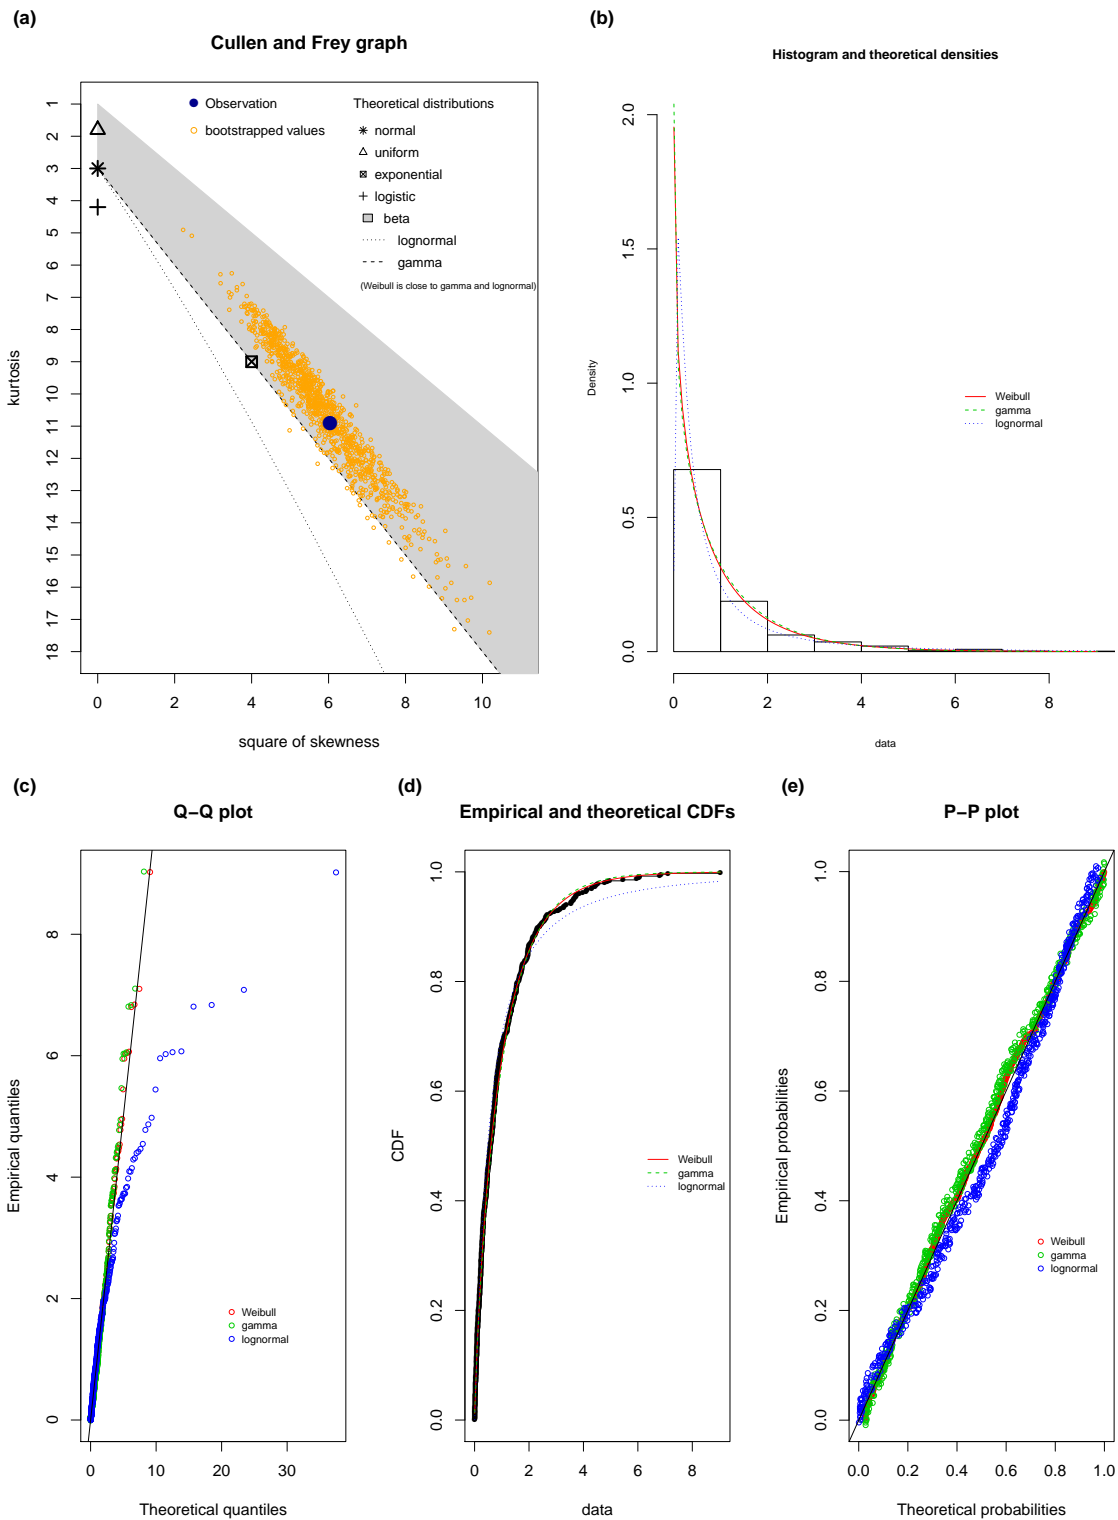 (a)
Cullen and Frey graph
Observation
bootstrapped values
Theoretical distributions
normal
uniform
exponential
logistic
beta
lognormal
gamma
(Weibull is close to gamma and lognormal)
kurtosis
1
2
3
4
5
6
7
8
9
10
11
12
13
14
15
16
17
18
0 2 4 6 8 10
square of skewness
(b)
Histogram and theoretical densities
Density
2.0
1.5
1.0
0.5
0.0
Weibull
gamma
lognormal
0 2 4 6 8
data
(c)
Q−Q plot
Empirical quantiles
8
6
4
2
0
Weibull
gamma
lognormal
0 10 20 30
Theoretical quantiles
(d)
Empirical and theoretical CDFs
CDF
1.0
0.8
0.6
0.4
0.2
0.0
Weibull
gamma
lognormal
0 2 4 6 8
data
(e)
P−P plot
Empirical probabilities
1.0
0.8
0.6
0.4
0.2
0.0
Weibull
gamma
lognormal
0.0 0.2 0.4 0.6 0.8 1.0
Theoretical probabilities